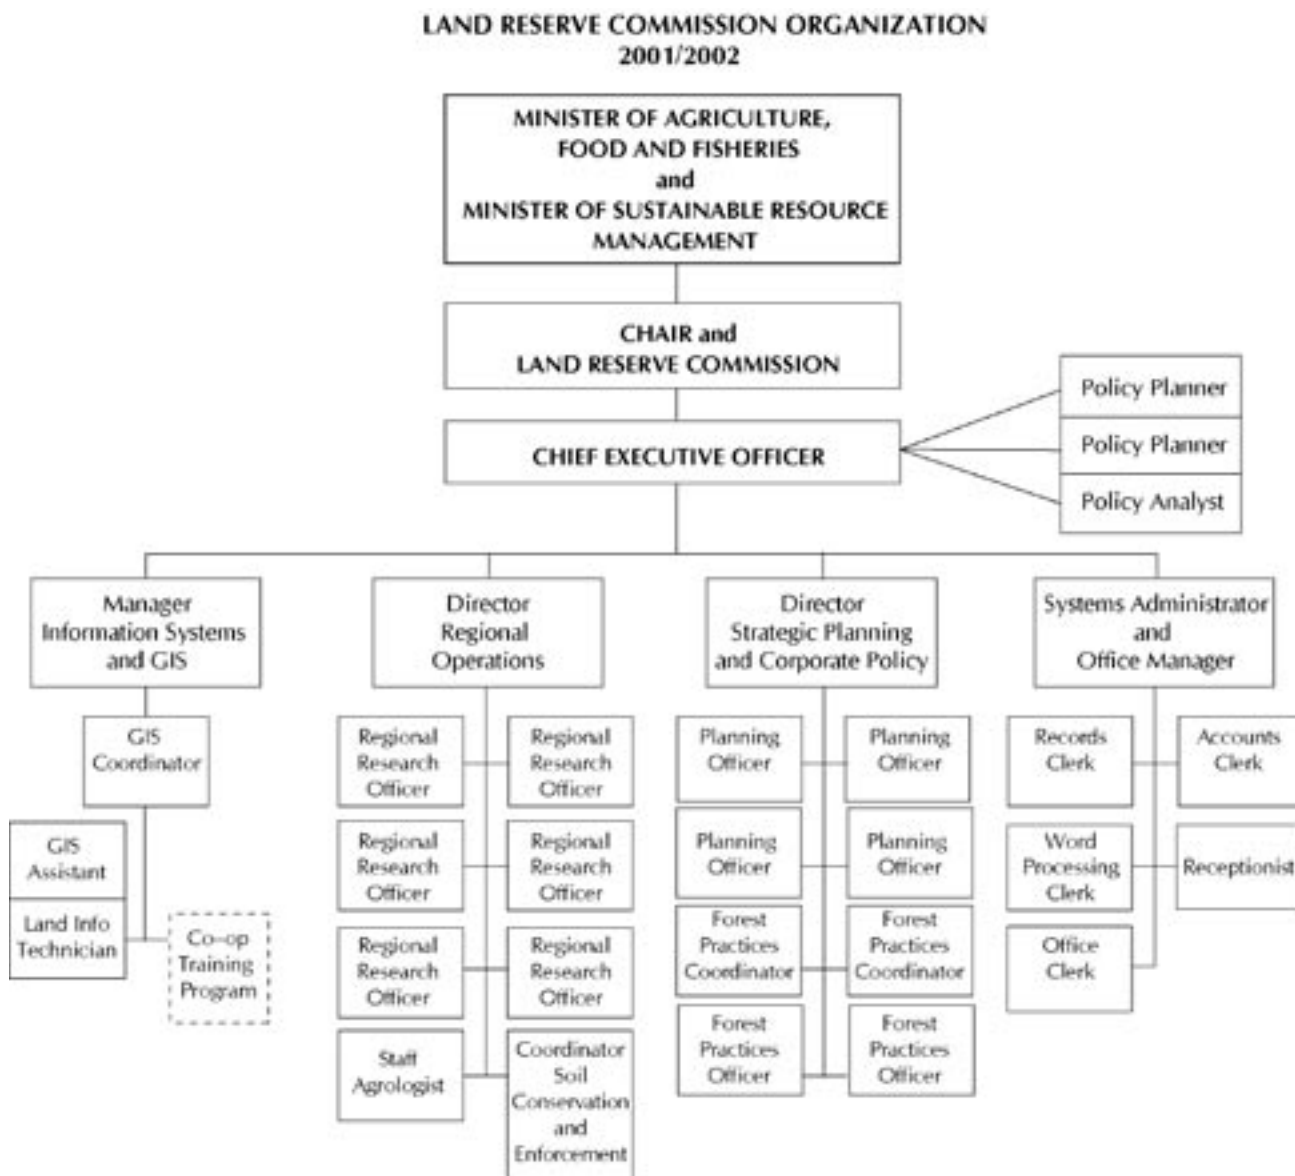 LAND RESERVE COMMISSION ORGANIZATION
2001/2002
MINISTER OF AGRICULTURE,
FOOD AND FISHERIES
and
MINISTER OF SUSTAINABLE RESOURCE
MANAGEMENT
CHAIR and
LAND RESERVE COMMISSION
CHIEF EXECUTIVE OFFICER
Policy Planner
Policy Planner
Policy Analyst
Manager
Information Systems
and GIS
Director
Regional
Operations
Director
Strategic Planning
and Corporate Policy
Systems Administrator
and
Office Manager
GIS
Coordinator
GIS
Assistant
Land Info
Technician
Co-op
Training
Program
Regional
Research
Officer
Regional
Research
Officer
Regional
Research
Officer
Regional
Research
Officer
Regional
Research
Officer
Regional
Research
Officer
Staff
Agrologist
Coordinator
Soil
Conservation
and
Enforcement
Planning
Officer
Planning
Officer
Planning
Officer
Planning
Officer
Forest
Practices
Coordinator
Forest
Practices
Coordinator
Forest
Practices
Officer
Forest
Practices
Officer
Records
Clerk
Accounts
Clerk
Word
Processing
Clerk
Receptionist
Office
Clerk